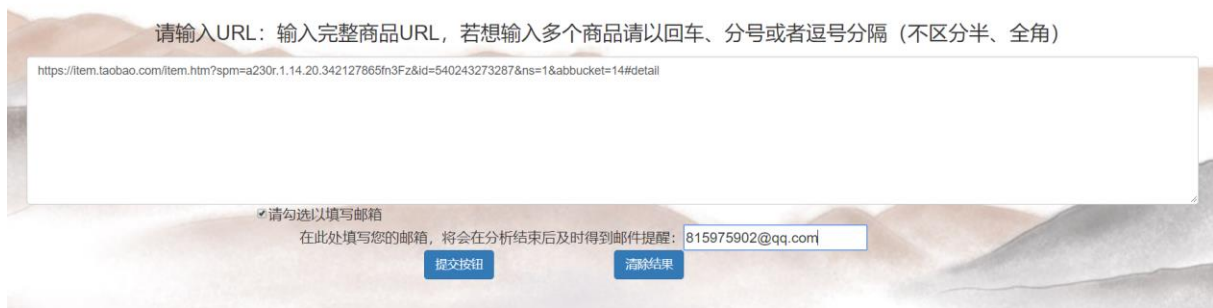 请输入URL：输入完整商品URL，若想输入多个商品请以回车、分号或者逗号分隔（不区分半、全角）
https://item.taobao.com/item.htm?spm=a230r.1.14.20.342127865fn3Fz&id=540243273287&ns=1&abbucket=14#detail
请勾选以填写邮箱
在此处填写您的邮箱，将会在分析结束后及时得到邮件提醒：815975902@qq.com
提交按钮 清除结果